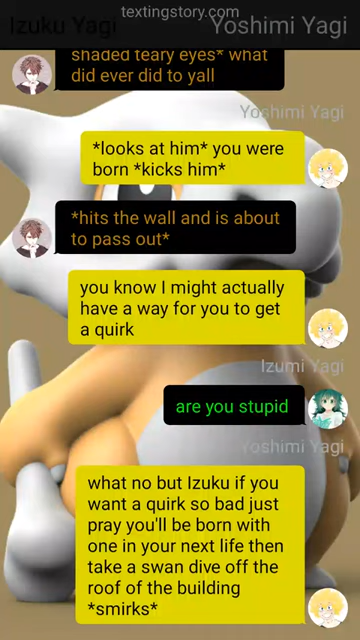 textingstory.com
Izuku Yagi
Yoshimi Yagi
shaded teary eyes* what
did ever did to yall
Yoshimi Yagi
*looks at him* you were
born *kicks him*
*hits the wall and is about
to pass out*
you know I might actually
have a way for you to get
a quirk
Izumi Yagi
are you stupid
Yoshimi Yagi
what no but Izuku if you
want a quirk so bad just
pray you'll be born with
one in your next life then
take a swan dive off the
roof of the building
*smirks*